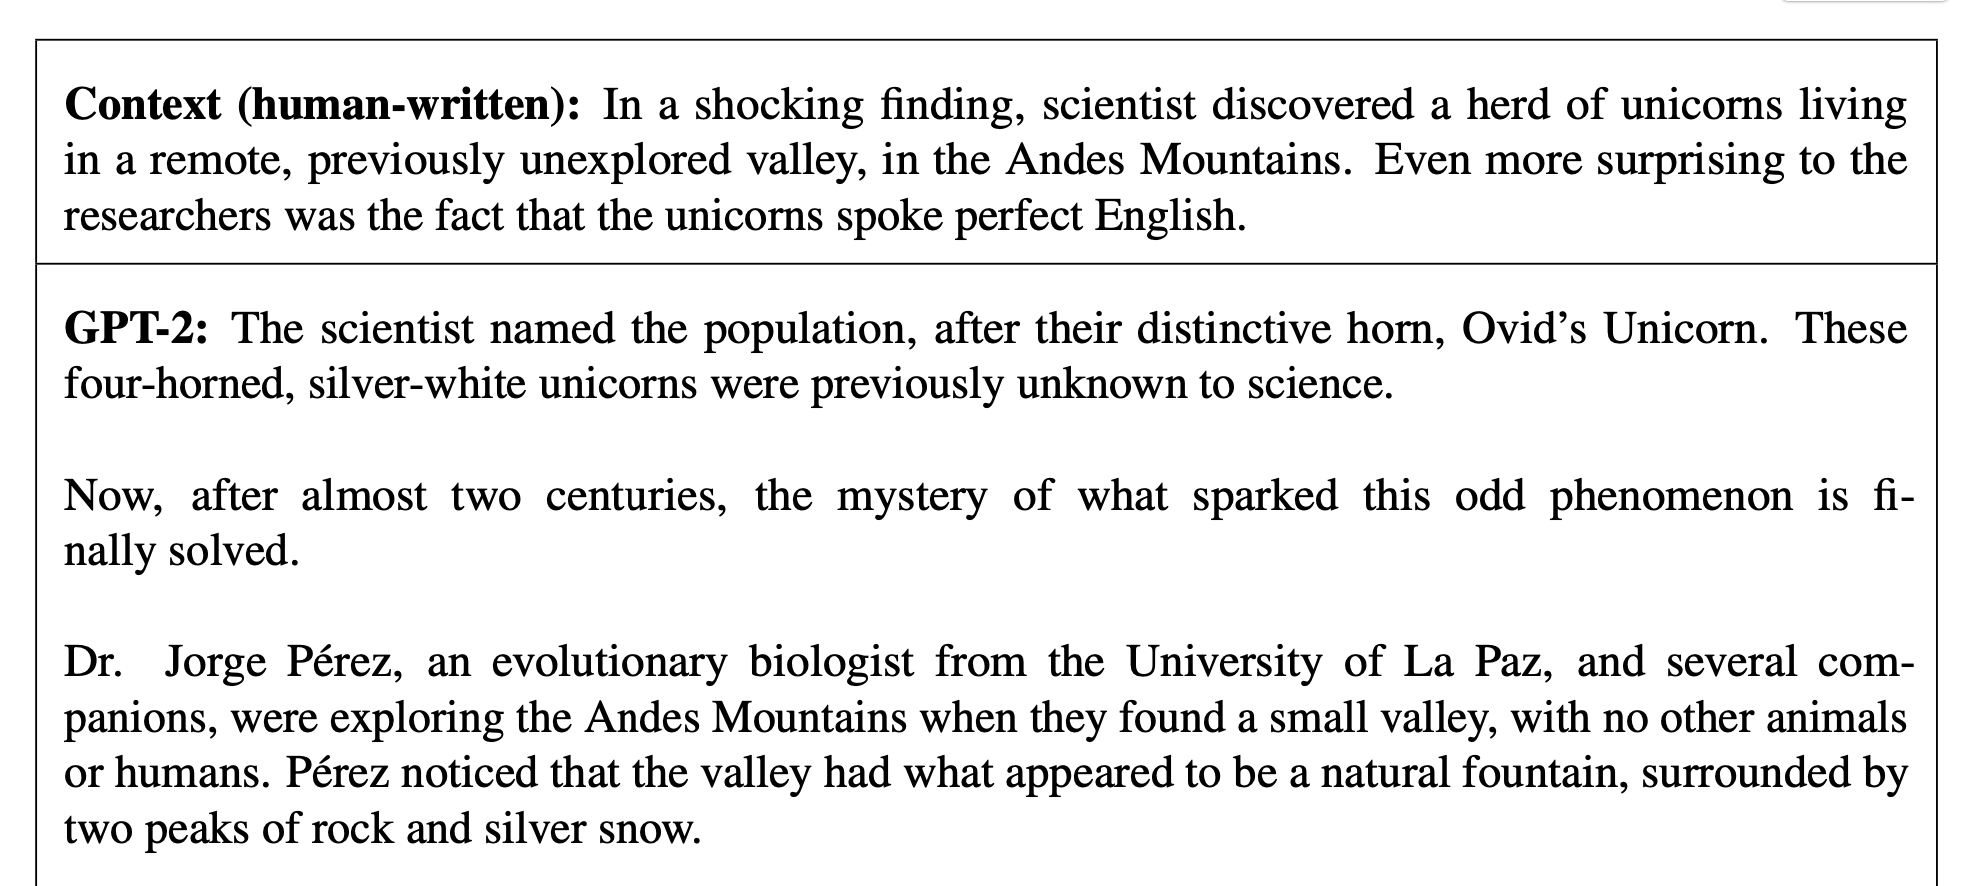 Context (human-written): In a shocking finding, scientist discovered a herd of unicorns living
in a remote, previously unexplored valley, in the Andes Mountains. Even more surprising to the
researchers was the fact that the unicorns spoke perfect English.
GPT-2: The scientist named the population, after their distinctive horn, Ovid’s Unicorn. These
four-horned, silver-white unicorns were previously unknown to science.
Now, after almost two centuries, the mystery of what sparked this odd phenomenon is fi-
nally solved.
Dr. Jorge Pérez, an evolutionary biologist from the University of La Paz, and several com-
panions, were exploring the Andes Mountains when they found a small valley, with no other animals
or humans. Pérez noticed that the valley had what appeared to be a natural fountain, surrounded by
two peaks of rock and silver snow.